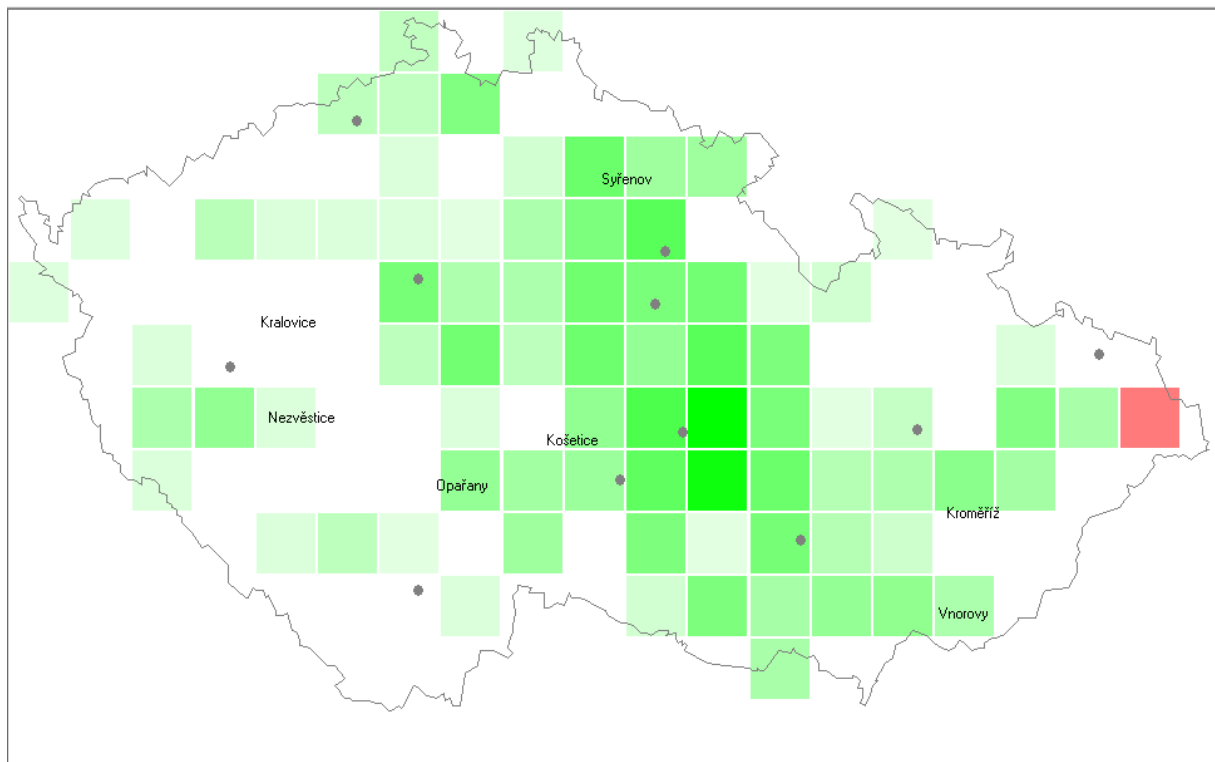 Syřenov
Kralovice
Nezvěstice
Košetice
Opařany
Kroměříž
Vnorovy